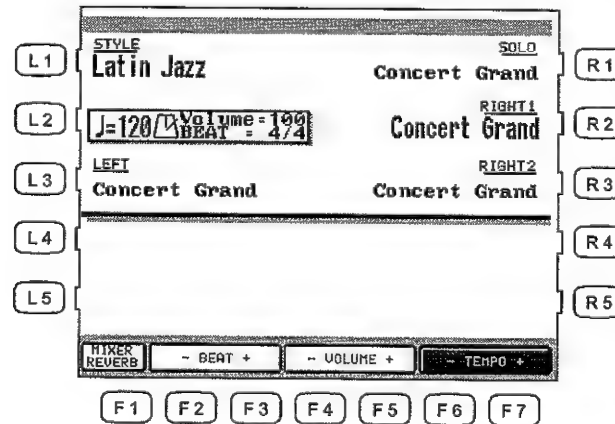 STYLE
SOLO
L1
Latin Jazz
Concert Grand
R1
RIGHT1
L2
♩=120
Volume=100
BEAT = 4/4
Concert Grand
R2
LEFT
RIGHT2
L3
Concert Grand
Concert Grand
R3
L4
R4
L5
R5
MIXER
REVERB
- BEAT +
- VOLUME +
- TEMPO +
F1 F2 F3 F4 F5 F6 F7